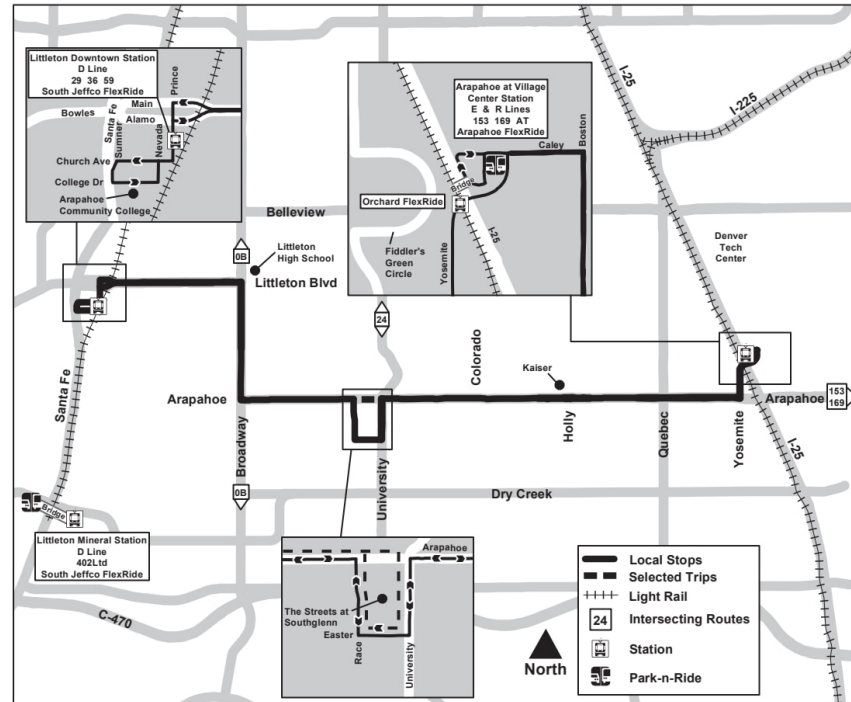 Littleton Downtown Station
D Line
29 36 59
South Jeffco FlexRide
Prince
Main
Bowles
Alamo
Santa Fe
Sumner
Nevada
Church Ave
College Dr
Arapahoe
Community College
Arapahoe at Village
Center Station
E & R Lines
153 169 AT
Arapahoe FlexRide
Boston
Caley
Bridge
Orchard FlexRide
I-25
Fiddler's
Green
Circle
Yosemite
I-25
I-225
Belleview
0B
Littleton
High School
Littleton Blvd
Denver
Tech
Center
24
Santa Fe
Colorado
Kaiser
Arapahoe
Arapahoe
153
169
Broadway
University
Holly
Quebec
Yosemite
I-25
0B
Dry Creek
Bridge
Littleton Mineral Station
D Line
402Ltd
South Jeffco FlexRide
C-470
Arapahoe
The Streets at
Southglenn
Easter
Race
University
North
Local Stops
Selected Trips
Light Rail
24 Intersecting Routes
Station
Park-n-Ride